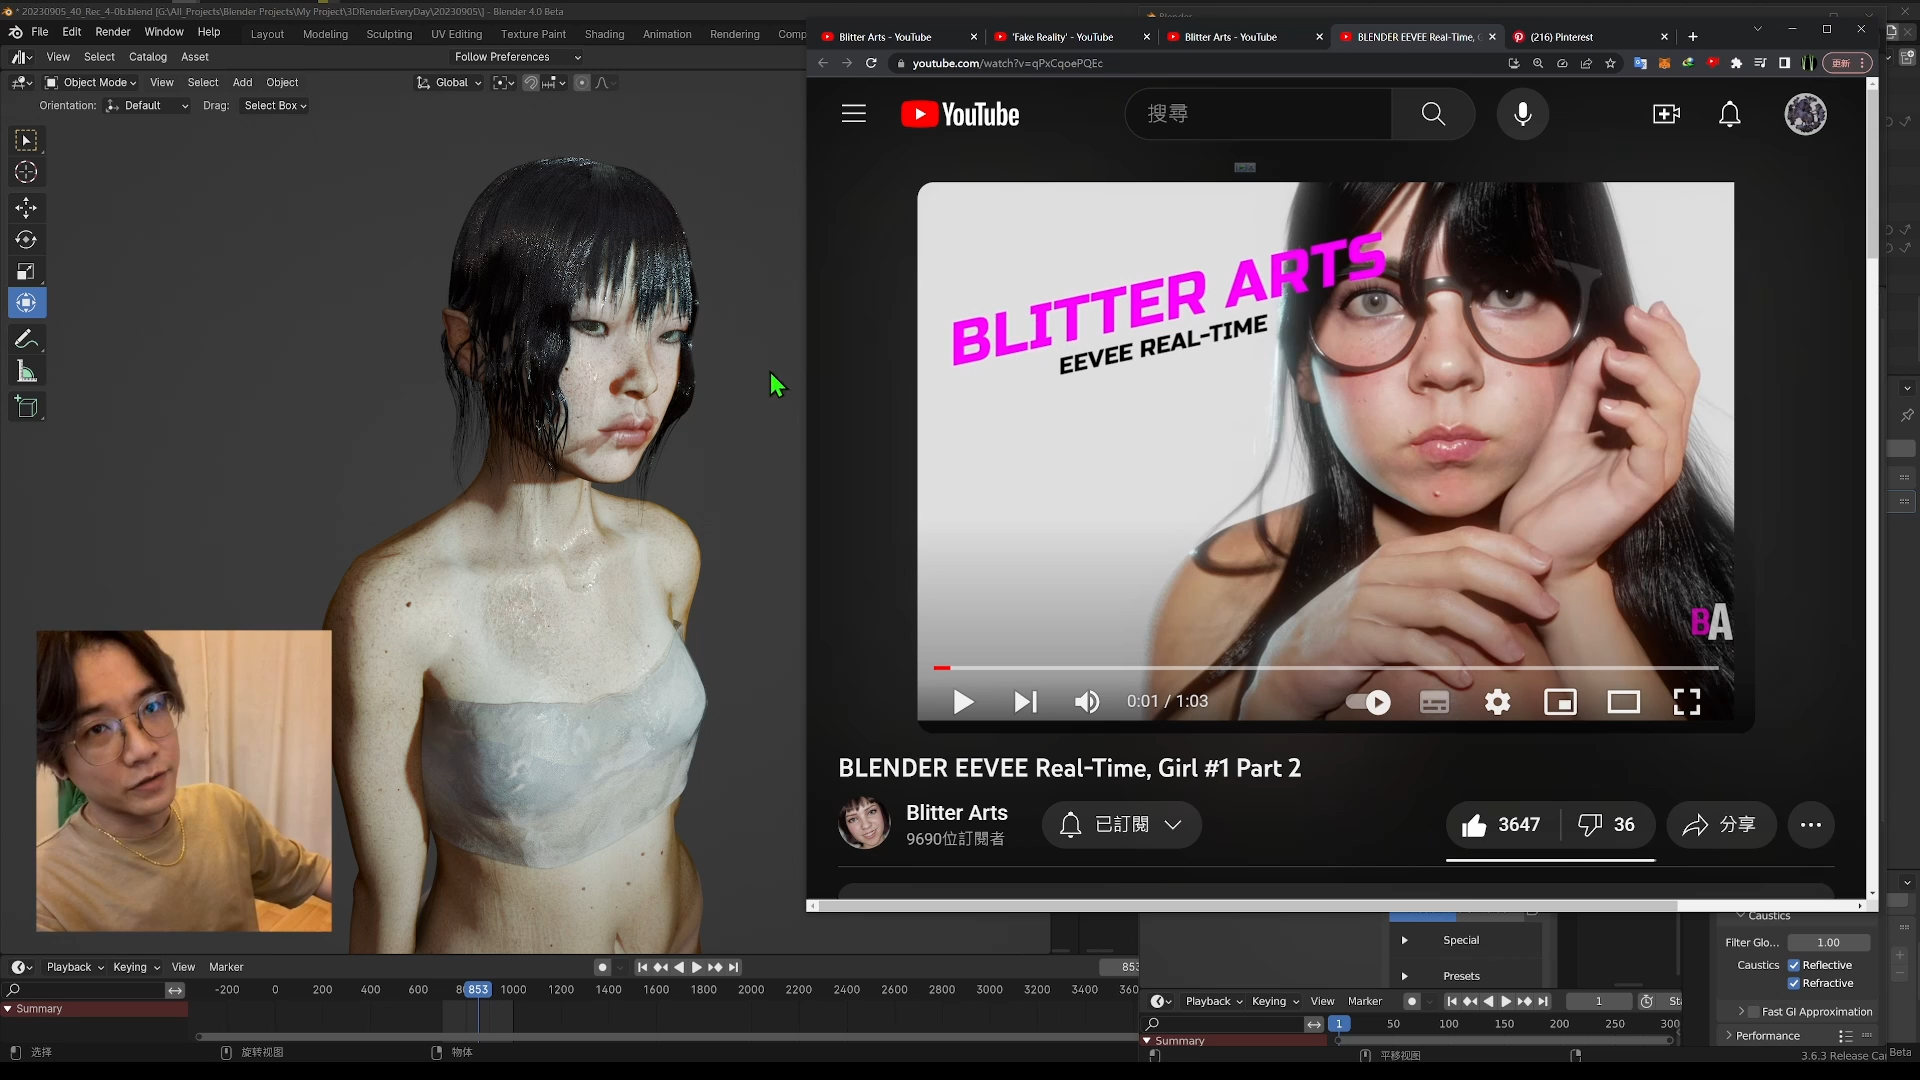 * 20230905_40_Rec_4-0b.blend [G:\All_Projects\Blender Projects\My Project\3DRenderEveryDay\20230905\] - Blender 4.0 Beta
File Edit Render Window Help Layout Modeling Sculpting UV Editing Texture Paint Shading Animation Rendering Comp
View Select Catalog Asset Follow Preferences
Object Mode View Select Add Object Global
Orientation: Default Drag: Select Box
Blender
Blitter Arts - YouTube
'Fake Reality' - YouTube
Blitter Arts - YouTube
BLENDER EEVEE Real-Time, G
(216) Pinterest
youtube.com/watch?v=qPxCqoePQEc
更新
YouTube
搜尋
BLITTER ARTS
EEVEE REAL-TIME
BA
0:01 / 1:03
BLENDER EEVEE Real-Time, Girl #1 Part 2
Blitter Arts
9690位訂閱者
已訂閱
3647
36
分享
Special
Presets
Caustics
Filter Glo... 1.00
Caustics Reflective
Refractive
Fast GI Approximation
Performance
Playback Keying View Marker 853
-200 0 200 400 600 8 853 1000 1200 1400 1600 1800 2000 2200 2400 2600 2800 3000 3200 3400 360
Summary
Playback Keying View Marker 1 Sta
1 50 100 150 200 250 300
Summary
选择 旋转视图 物体
平移视图
3.6.3 Release Can
Beta